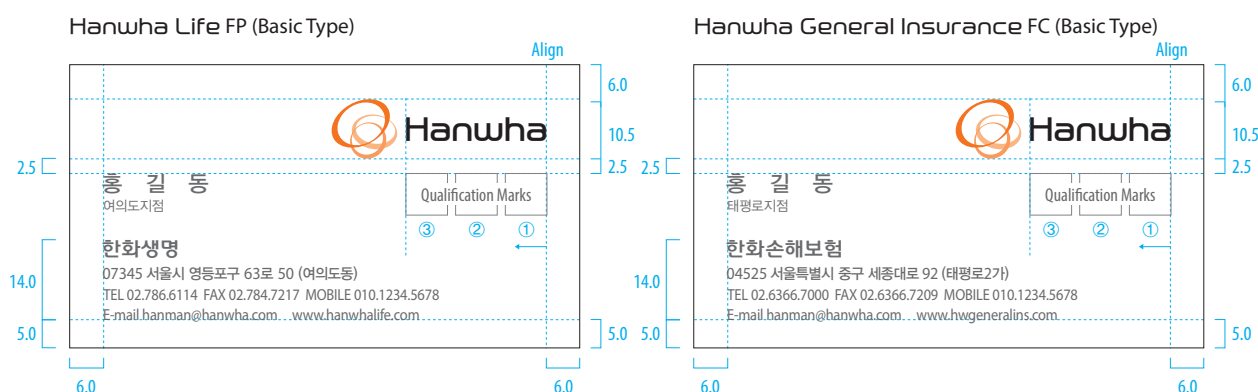 Hanwha Life FP (Basic Type)
Align
6.0
Hanwha
10.5
2.5
2.5
홍 길 동
Qualification Marks
여의도지점
③ ② ①
한화생명
07345 서울시 영등포구 63로 50 (여의도동)
14.0
TEL 02.786.6114 FAX 02.784.7217 MOBILE 010.1234.5678
E-mail hanman@hanwha.com www.hanwhalife.com
5.0
5.0
6.0
6.0
Hanwha General Insurance FC (Basic Type)
Align
6.0
Hanwha
10.5
2.5
2.5
홍 길 동
Qualification Marks
태평로지점
③ ② ①
한화손해보험
04525 서울특별시 중구 세종대로 92 (태평로2가)
14.0
TEL 02.6366.7000 FAX 02.6366.7209 MOBILE 010.1234.5678
E-mail hanman@hanwha.com www.hwgeneralins.com
5.0
5.0
6.0
6.0